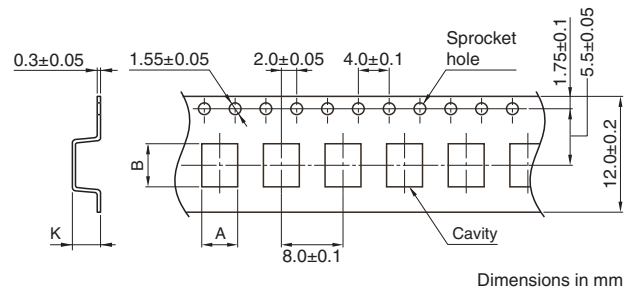 Sprocket
hole
0.3±0.05
1.55±0.05
2.0±0.05
4.0±0.1
1.75±0.1
5.5±0.05
12.0±0.2
B
K
A
8.0±0.1
Cavity
Dimensions in mm